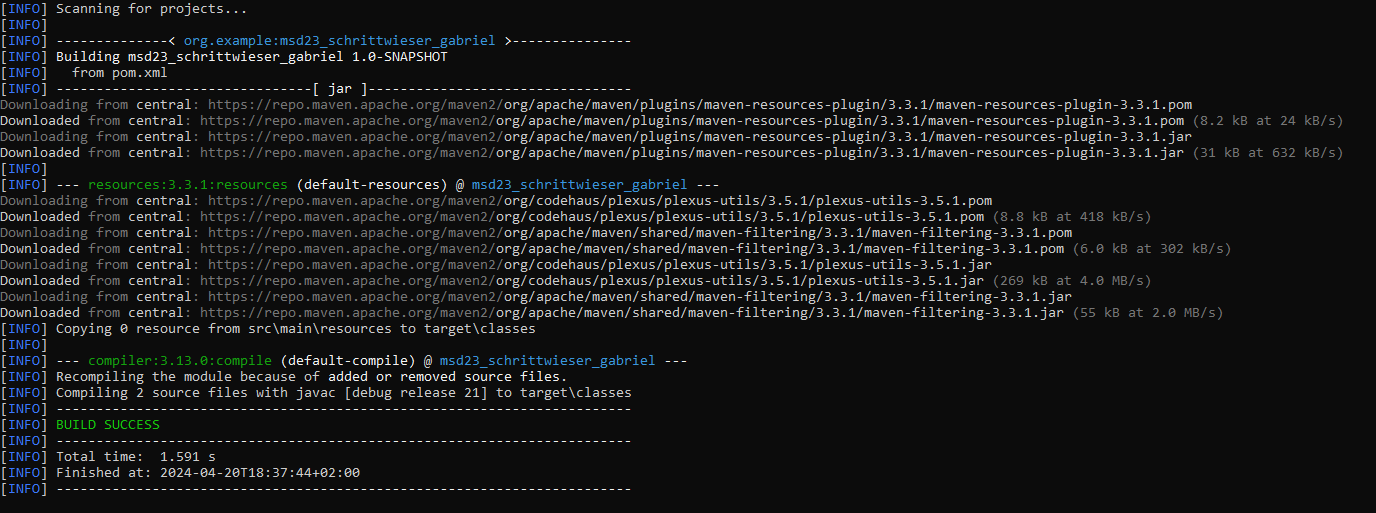 [INFO] Scanning for projects...
[INFO]
[INFO] --------------< org.example:msd23_schrittwieser_gabriel >---------------
[INFO] Building msd23_schrittwieser_gabriel 1.0-SNAPSHOT
[INFO]   from pom.xml
[INFO] --------------------------------[ jar ]---------------------------------
Downloading from central: https://repo.maven.apache.org/maven2/org/apache/maven/plugins/maven-resources-plugin/3.3.1/maven-resources-plugin-3.3.1.pom
Downloaded from central: https://repo.maven.apache.org/maven2/org/apache/maven/plugins/maven-resources-plugin/3.3.1/maven-resources-plugin-3.3.1.pom (8.2 kB at 24 kB/s)
Downloading from central: https://repo.maven.apache.org/maven2/org/apache/maven/plugins/maven-resources-plugin/3.3.1/maven-resources-plugin-3.3.1.jar
Downloaded from central: https://repo.maven.apache.org/maven2/org/apache/maven/plugins/maven-resources-plugin/3.3.1/maven-resources-plugin-3.3.1.jar (31 kB at 632 kB/s)
[INFO]
[INFO] --- resources:3.3.1:resources (default-resources) @ msd23_schrittwieser_gabriel ---
Downloading from central: https://repo.maven.apache.org/maven2/org/codehaus/plexus/plexus-utils/3.5.1/plexus-utils-3.5.1.pom
Downloaded from central: https://repo.maven.apache.org/maven2/org/codehaus/plexus/plexus-utils/3.5.1/plexus-utils-3.5.1.pom (8.8 kB at 418 kB/s)
Downloading from central: https://repo.maven.apache.org/maven2/org/apache/maven/shared/maven-filtering/3.3.1/maven-filtering-3.3.1.pom
Downloaded from central: https://repo.maven.apache.org/maven2/org/apache/maven/shared/maven-filtering/3.3.1/maven-filtering-3.3.1.pom (6.0 kB at 302 kB/s)
Downloading from central: https://repo.maven.apache.org/maven2/org/codehaus/plexus/plexus-utils/3.5.1/plexus-utils-3.5.1.jar
Downloaded from central: https://repo.maven.apache.org/maven2/org/codehaus/plexus/plexus-utils/3.5.1/plexus-utils-3.5.1.jar (269 kB at 4.0 MB/s)
Downloading from central: https://repo.maven.apache.org/maven2/org/apache/maven/shared/maven-filtering/3.3.1/maven-filtering-3.3.1.jar
Downloaded from central: https://repo.maven.apache.org/maven2/org/apache/maven/shared/maven-filtering/3.3.1/maven-filtering-3.3.1.jar (55 kB at 2.0 MB/s)
[INFO] Copying 0 resource from src\main\resources to target\classes
[INFO]
[INFO] --- compiler:3.13.0:compile (default-compile) @ msd23_schrittwieser_gabriel ---
[INFO] Recompiling the module because of added or removed source files.
[INFO] Compiling 2 source files with javac [debug release 21] to target\classes
[INFO] ------------------------------------------------------------------------
[INFO] BUILD SUCCESS
[INFO] ------------------------------------------------------------------------
[INFO] Total time:  1.591 s
[INFO] Finished at: 2024-04-20T18:37:44+02:00
[INFO] ------------------------------------------------------------------------